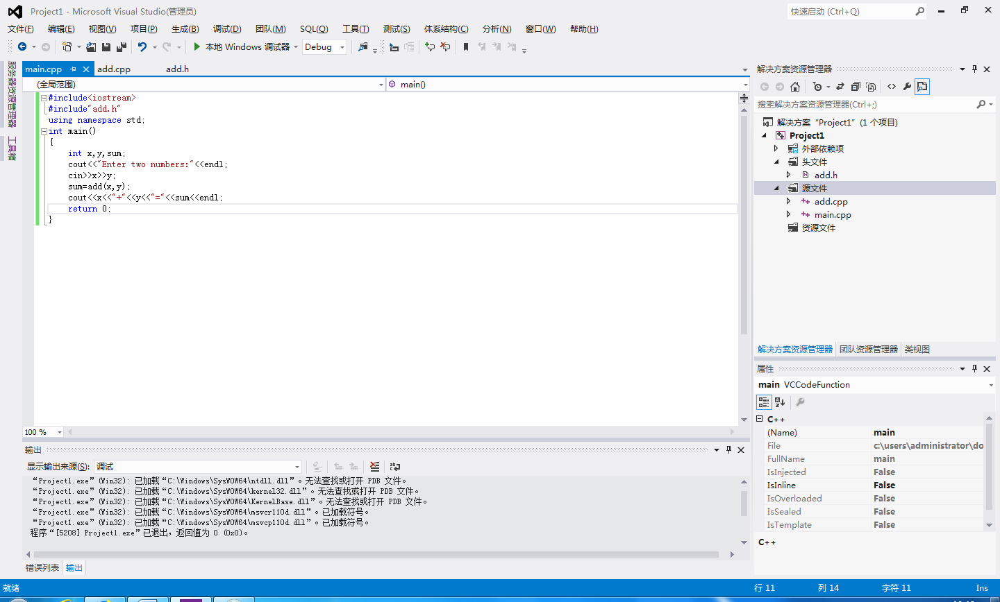 Project1 - Microsoft Visual Studio(管理员)
快速启动 (Ctrl+Q)
文件(F) 编辑(E) 视图(V) 项目(P) 生成(B) 调试(D) 团队(M) SQL(Q) 工具(T) 测试(S) 体系结构(C) 分析(N) 窗口(W) 帮助(H)
本地 Windows 调试器 Debug
服务器资源管理器
工具箱
main.cpp add.cpp add.h
(全局范围) main()
#include<iostream>
#include"add.h"
using namespace std;
int main()
{
int x,y,sum;
cout<<"Enter two numbers:"<<endl;
cin>>x>>y;
sum=add(x,y);
cout<<x<<"+"<<y<<"="<<sum<<endl;
return 0;
}
100 %
输出
显示输出来源(S): 调试
“Project1.exe”(Win32): 已加载“C:\Windows\SysWOW64\ntdll.dll”。无法查找或打开 PDB 文件。
“Project1.exe”(Win32): 已加载“C:\Windows\SysWOW64\kernel32.dll”。无法查找或打开 PDB 文件。
“Project1.exe”(Win32): 已加载“C:\Windows\SysWOW64\KernelBase.dll”。无法查找或打开 PDB 文件。
“Project1.exe”(Win32): 已加载“C:\Windows\SysWOW64\msvcr110d.dll”。已加载符号。
“Project1.exe”(Win32): 已加载“C:\Windows\SysWOW64\msvcp110d.dll”。已加载符号。
程序“[5208] Project1.exe”已退出，返回值为 0 (0x0)。
错误列表 输出
解决方案资源管理器
搜索解决方案资源管理器(Ctrl+;)
解决方案 “Project1” (1 个项目)
Project1
外部依赖项
头文件
add.h
源文件
add.cpp
main.cpp
资源文件
解决方案资源管理器 团队资源管理器 类视图
属性
main VCCodeFunction
C++
(Name) main
File c:\users\administrator\do
FullName main
IsInjected False
IsInline False
IsOverloaded False
IsSealed False
IsTemplate False
C++
就绪 行 11 列 14 字符 11 Ins